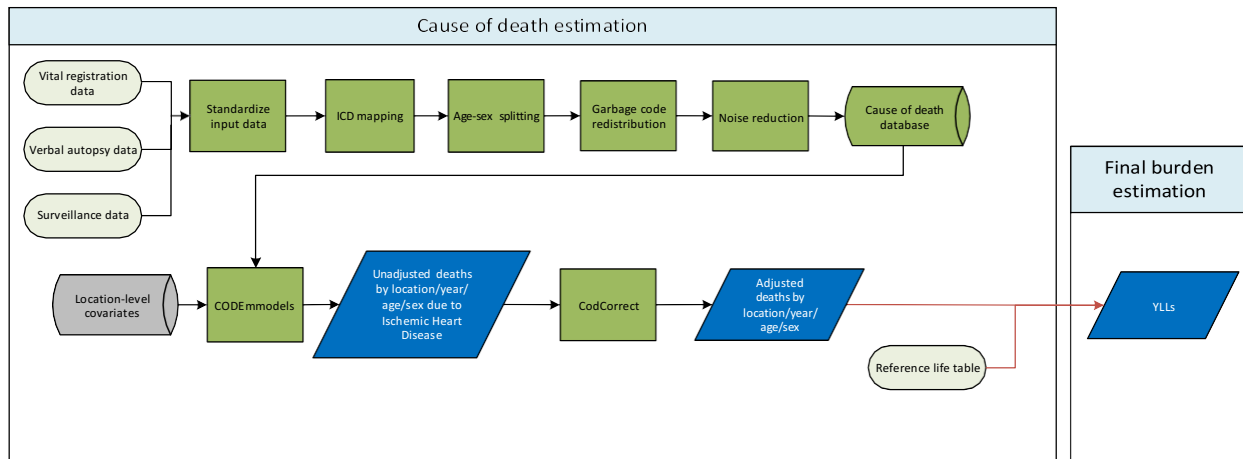 Cause of death estimation
Vital registration
data
Verbal autopsy data
Surveillance data
Standardize
input data
ICD mapping
Age-sex splitting
Garbage code
redistribution
Noise reduction
Cause of death
database
Location-level
covariates
CODEmmodels
Unadjusted deaths
by location/year/
age/sex due to
Ischemic Heart
Disease
CodCorrect
Adjusted
deaths by
location/year/
age/sex
Reference life table
Final burden
estimation
YLLs